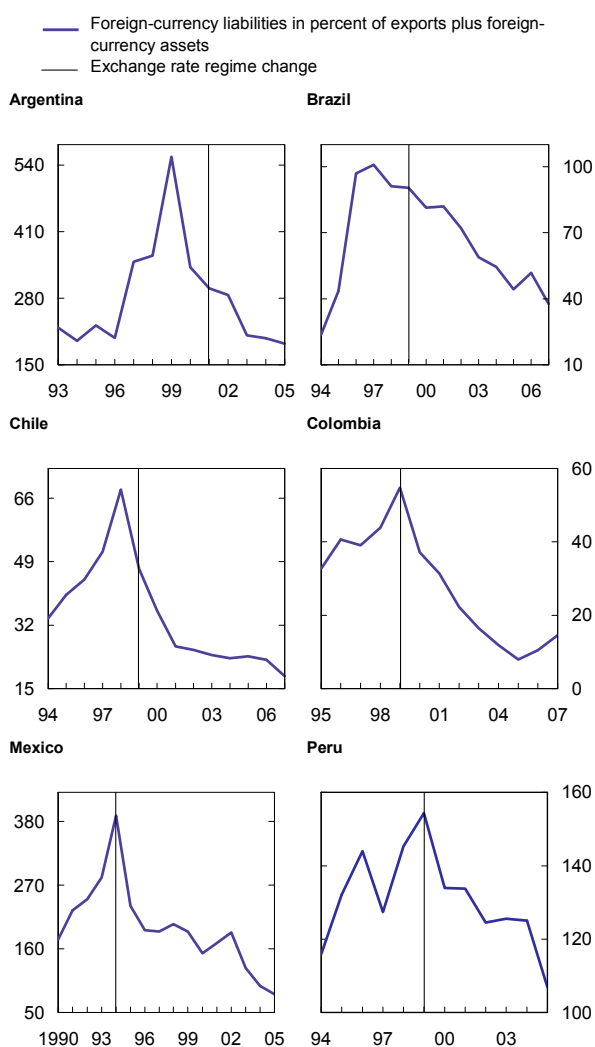 Foreign-currency liabilities in percent of exports plus foreign-
currency assets
Exchange rate regime change
Argentina
540
410
280
150
93 96 99 02 05
Brazil
100
70
40
10
94 97 00 03 06
Chile
66
49
32
15
94 97 00 03 06
Colombia
60
40
20
0
95 98 01 04 07
Mexico
380
270
160
50
1990 93 96 99 02 05
Peru
160
140
120
100
94 97 00 03